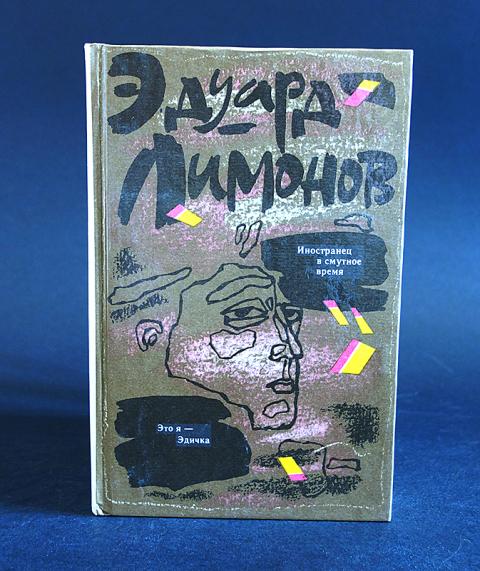 Эдуард
Лимонов
Иностранец
в смутное
время
Это я —
Эдичка